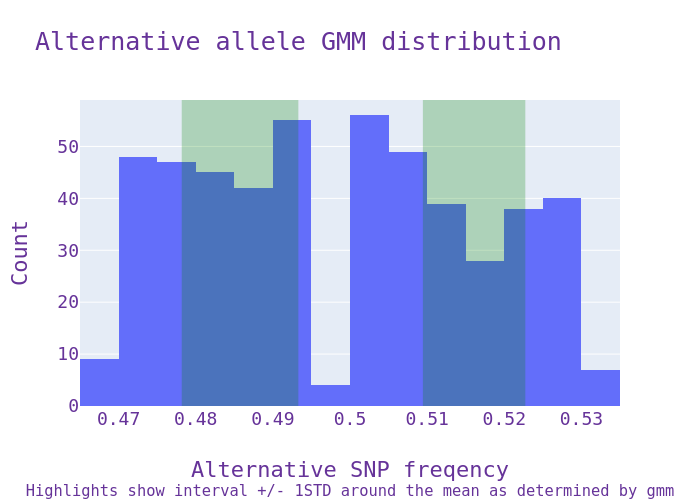 Alternative allele GMM distribution
Count
50
40
30
20
10
0
0.47 0.48 0.49 0.5 0.51 0.52 0.53
Alternative SNP freqency
Highlights show interval +/- 1STD around the mean as determined by gmm